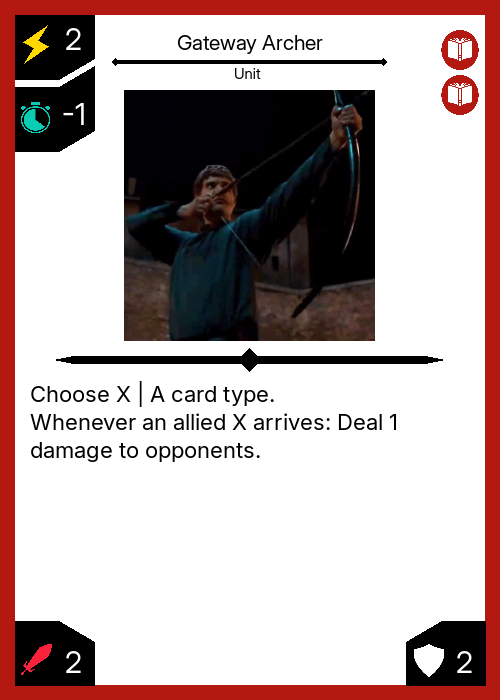 2
Gateway Archer
Unit
-1
Choose X | A card type.
Whenever an allied X arrives: Deal 1
damage to opponents.
2
2